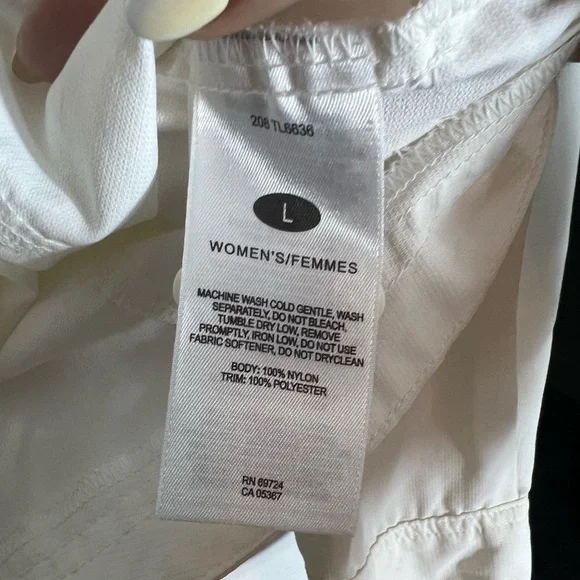 208 TL6636
L
WOMEN'S/FEMMES
MACHINE WASH COLD GENTLE, WASH
SEPARATELY, DO NOT BLEACH,
TUMBLE DRY LOW, REMOVE
PROMPTLY, IRON LOW, DO NOT USE
FABRIC SOFTENER, DO NOT DRYCLEAN
BODY: 100% NYLON
TRIM: 100% POLYESTER
RN 69724
CA 05367